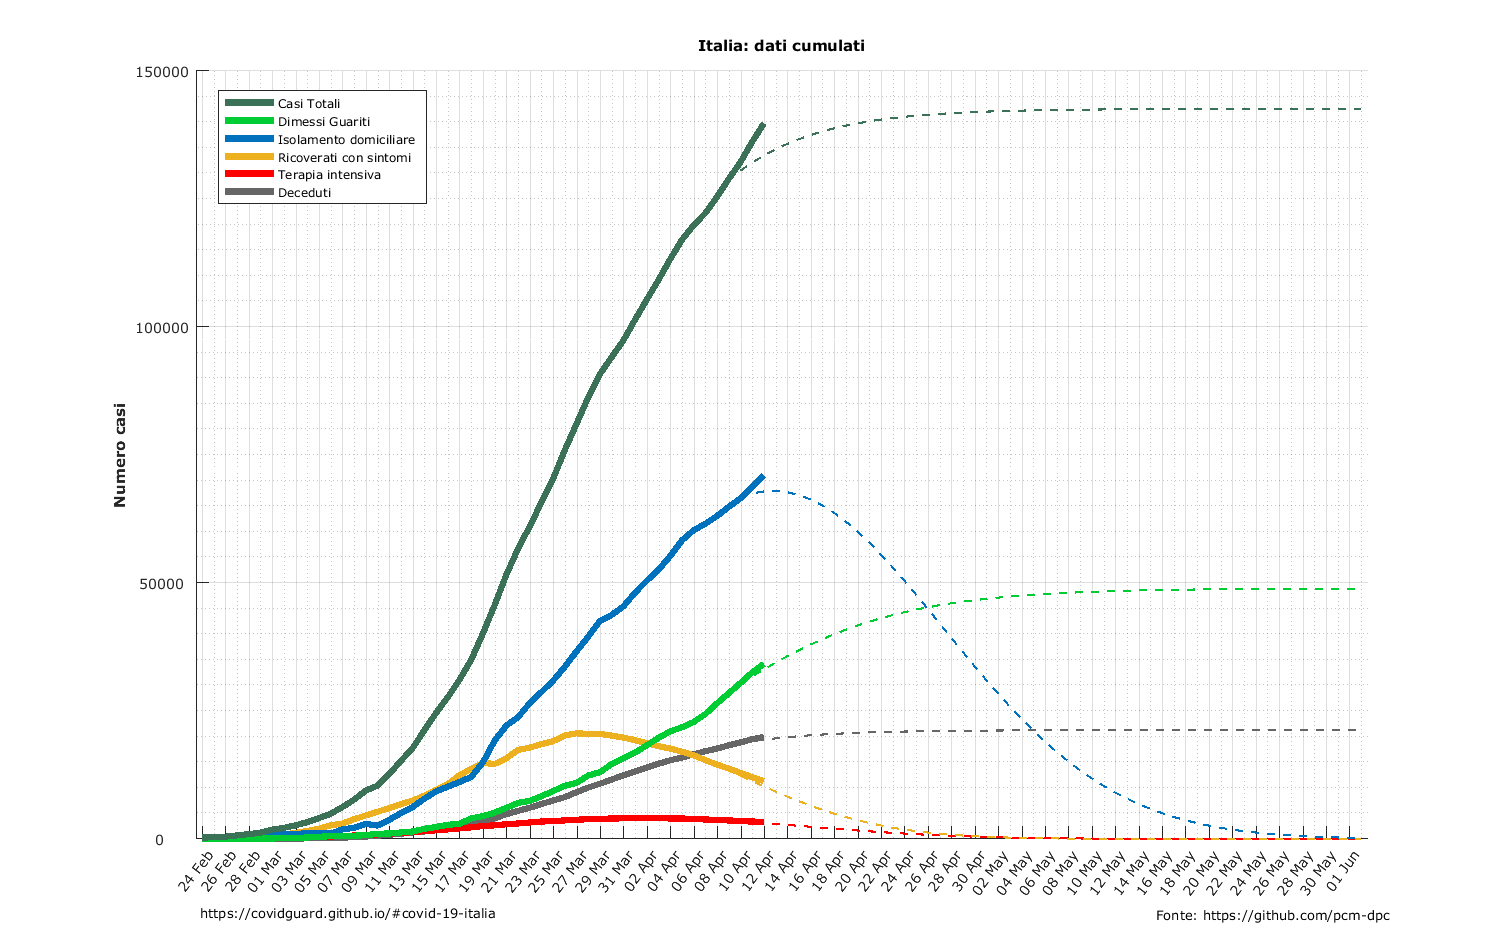 Italia: dati cumulati
150000
100000
50000
0
Numero casi
Casi Totali
Dimessi Guariti
Isolamento domiciliare
Ricoverati con sintomi
Terapia intensiva
Deceduti
24 Feb
26 Feb
28 Feb
01 Mar
03 Mar
05 Mar
07 Mar
09 Mar
11 Mar
13 Mar
15 Mar
17 Mar
19 Mar
21 Mar
23 Mar
25 Mar
27 Mar
29 Mar
31 Mar
02 Apr
04 Apr
06 Apr
08 Apr
10 Apr
12 Apr
14 Apr
16 Apr
18 Apr
20 Apr
22 Apr
24 Apr
26 Apr
28 Apr
30 Apr
02 May
04 May
06 May
08 May
10 May
12 May
14 May
16 May
18 May
20 May
22 May
24 May
26 May
28 May
30 May
01 Jun
https://covidguard.github.io/#covid-19-italia
Fonte: https://github.com/pcm-dpc